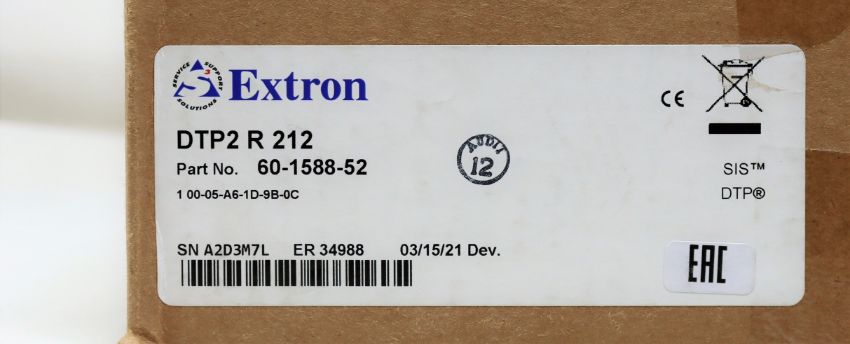 SERVICE SUPPORT SOLUTIONS
Extron
DTP2 R 212
Part No. 60-1588-52
1 00-05-A6-1D-9B-0C
AUDIT
12
CE
SIS™
DTP®
SN A2D3M7L ER 34988 03/15/21 Dev.
EAC